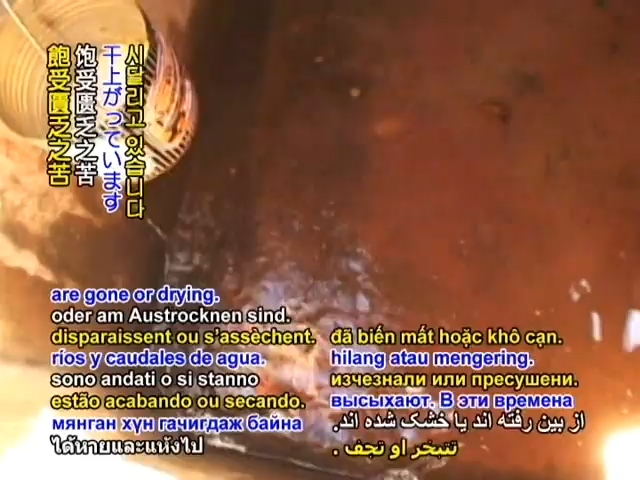 시달리고 있습니다
干上がっています
饱受匮乏之苦
飽受匱乏之苦
are gone or drying.
oder am Austrocknen sind.
disparaissent ou s’assèchent.
ríos y caudales de agua.
sono andati o si stanno
estão acabando ou secando.
мянган хүн гачигдаж байна
ได้หายและแห้งไป
đã biến mất hoặc khô cạn.
hilang atau mengering.
изчезнали или пресушени.
высыхают. В эти времена
از بین رفته اند یا خشک شده اند.
تتبخر او تجف .